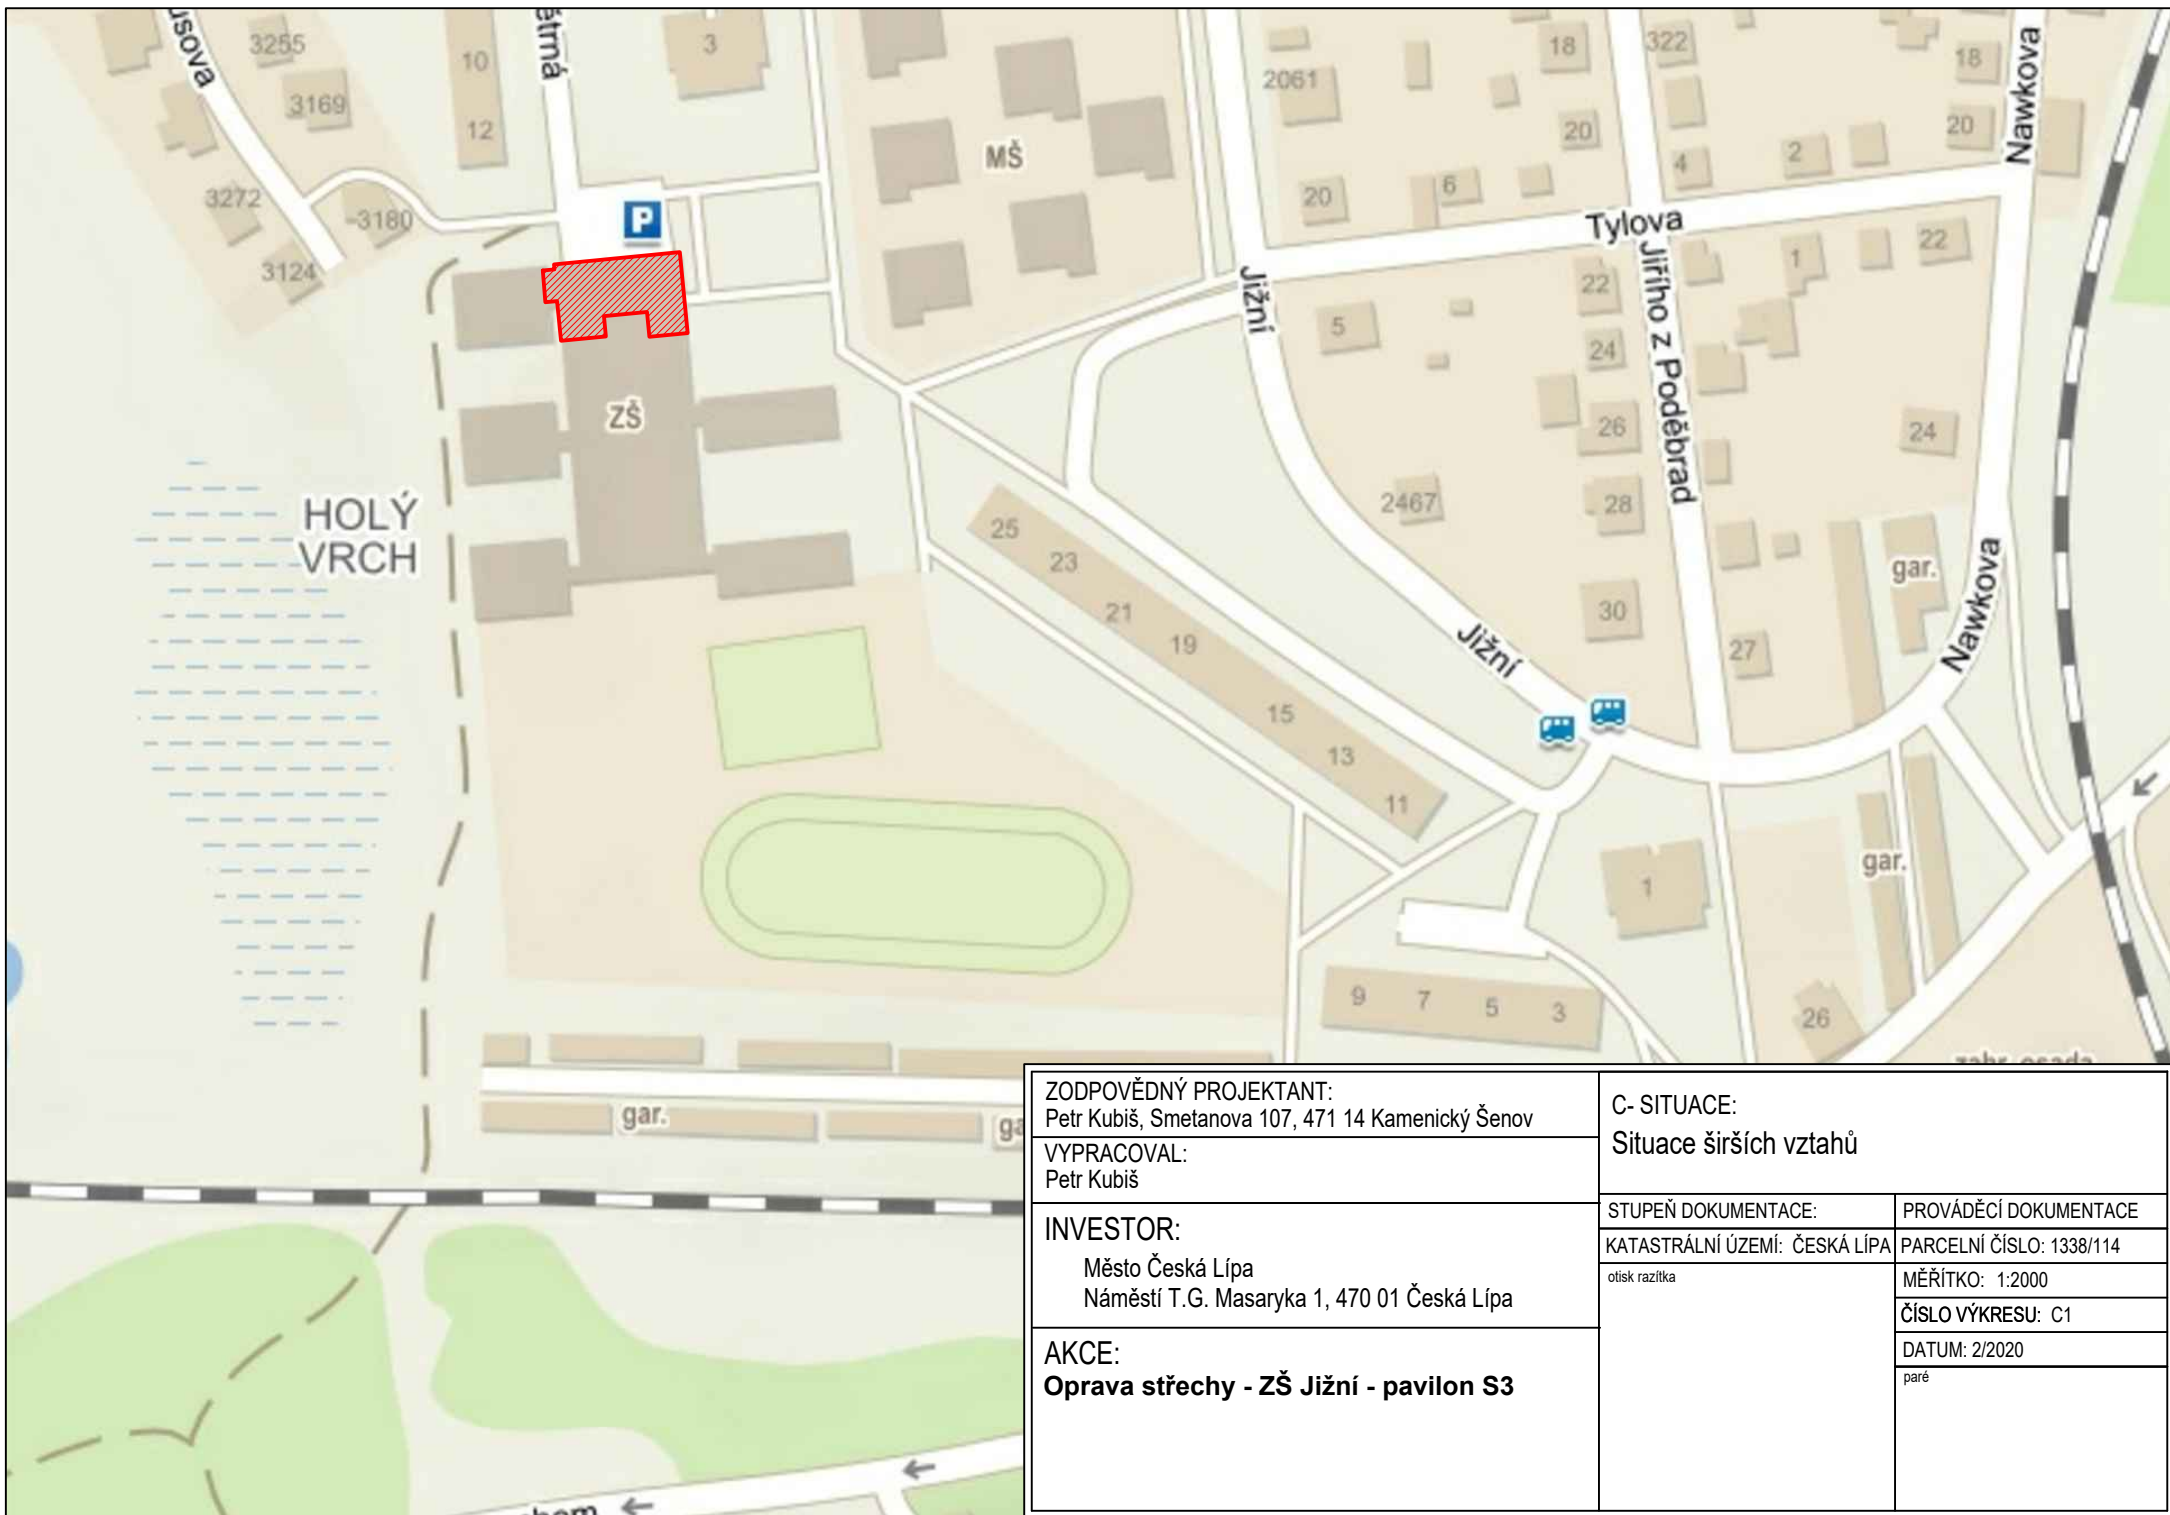 3255
10
3
18
322
18
Nawkova
3169
12
2061
20
20
MŠ
4
2
3272
-3180
P
20
6
Tylova
22
3124
Jižní
22
Jiřího z Poděbrad
1
5
24
ZŠ
26
24
HOLÝ
VRCH
2467
28
25
23
gar.
21
30
Nawkova
19
Jižní
27
15
13
11
gar.
1
9 7 5 3
26
gar.
ZODPOVĚDNÝ PROJEKTANT:
Petr Kubiš, Smetanova 107, 471 14 Kamenický Šenov
VYPRACOVAL:
Petr Kubiš
INVESTOR:
Město Česká Lípa
Náměstí T.G. Masaryka 1, 470 01 Česká Lípa
AKCE:
Oprava střechy - ZŠ Jižní - pavilon S3
C- SITUACE:
Situace širších vztahů
STUPEŇ DOKUMENTACE: PROVÁDĚCÍ DOKUMENTACE
KATASTRÁLNÍ ÚZEMÍ: ČESKÁ LÍPA PARCELNÍ ČÍSLO: 1338/114
otisk razítka
MĚŘÍTKO: 1:2000
ČÍSLO VÝKRESU: C1
DATUM: 2/2020
paré